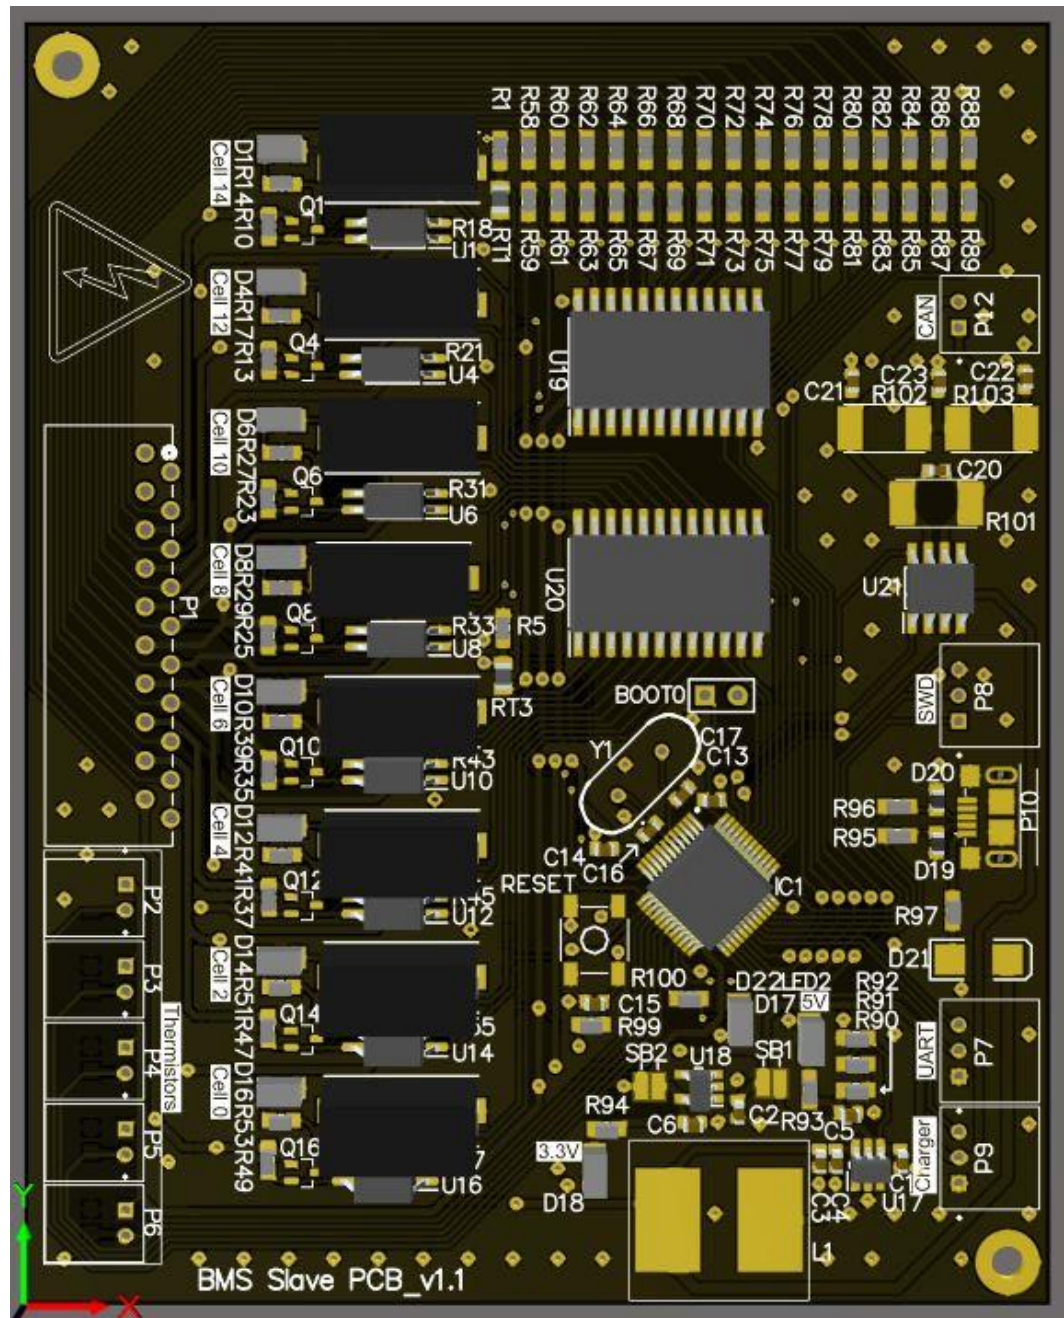 R1 R58 R60 R62 R64 R66 R68 R70 R72 R74 R76 R78 R80 R82 R84 R86 R88
RT1 R59 R61 R63 R65 R67 R69 R71 R73 R75 R77 R79 R81 R83 R85 R87 R89
Cell 14
D1R14R10
Q1
R18
U1
Cell 12
D4R17R13
Q4
R21
U4
Cell 10
D6R27R23
Q6
R31
U6
Cell 8
D8R29R25
Q8
R33
U8
Cell 6
D10R39R35
Q10
R43
U10
Cell 4
D12R41R37
Q12
U12
Cell 2
D14R51R47
Q14
U14
Cell 0
D16R53R49
Q16
U16
P1
P2
P3
P4
P5
P6
Thermistors
U19
U20
R5
RT3
CAN
P12
C21
C23
C22
R102
R103
C20
R101
U21
SWD
P8
BOOT0
Y1
C17
C13
C14
C16
IC1
RESET
D20
P10
R96
R95
D19
R97
D21
R100
C15
R99
D22
LED2
D17
5V
R92
R91
R90
UART
P7
SB2
U18
SB1
R94
C6
C2
R93
C5
3.3V
D18
C3
C4
C1
U17
Charger
P9
L1
BMS Slave PCB_v1.1
Y
X